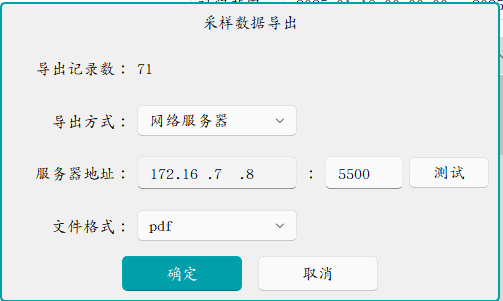 采样数据导出
导出记录数： 71
导出方式： 网络服务器
服务器地址： 172.16 .7 .8 : 5500 测试
文件格式： pdf
确定 取消